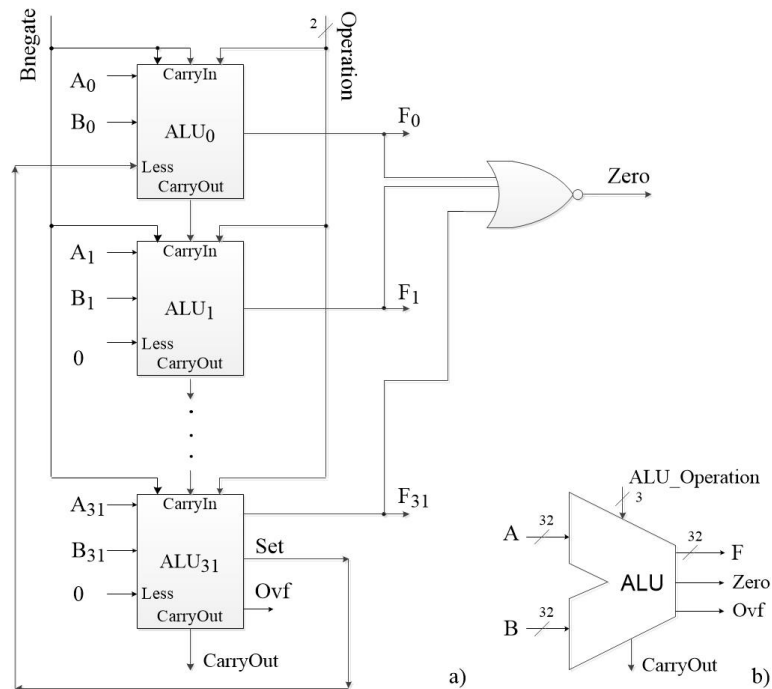 Bnegate
2
Operation
CarryIn
A0
B0
ALU0
F0
Less
CarryOut
Zero
CarryIn
A1
B1
ALU1
F1
0
Less
CarryOut
CarryIn
A31
F31
B31
ALU31
Set
0
Less
Ovf
CarryOut
CarryOut
a)
ALU_Operation
3
A
32
32
F
ALU
Zero
B
32
Ovf
CarryOut
b)